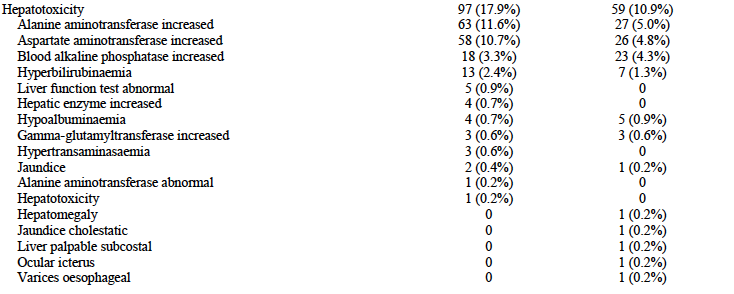 Hepatotoxicity 97 (17.9%) 59 (10.9%)
Alanine aminotransferase increased 63 (11.6%) 27 (5.0%)
Aspartate aminotransferase increased 58 (10.7%) 26 (4.8%)
Blood alkaline phosphatase increased 18 (3.3%) 23 (4.3%)
Hyperbilirubinaemia 13 (2.4%) 7 (1.3%)
Liver function test abnormal 5 (0.9%) 0
Hepatic enzyme increased 4 (0.7%) 0
Hypoalbuminaemia 4 (0.7%) 5 (0.9%)
Gamma-glutamyltransferase increased 3 (0.6%) 3 (0.6%)
Hypertransaminasaemia 3 (0.6%) 0
Jaundice 2 (0.4%) 1 (0.2%)
Alanine aminotransferase abnormal 1 (0.2%) 0
Hepatotoxicity 1 (0.2%) 0
Hepatomegaly 0 1 (0.2%)
Jaundice cholestatic 0 1 (0.2%)
Liver palpable subcostal 0 1 (0.2%)
Ocular icterus 0 1 (0.2%)
Varices oesophageal 0 1 (0.2%)